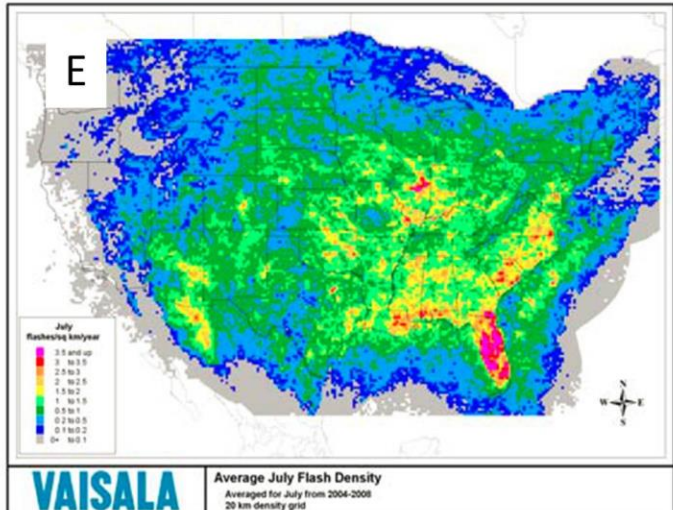 E
July
flashes/sq km/year
3.5 and up
3 to 3.5
2.5 to 3
2 to 2.5
1.5 to 2
1 to 1.5
0.5 to 1
0.2 to 0.5
0.1 to 0.2
0+ to 0.1
N
W E
S
VAISALA
Average July Flash Density
Averaged for July from 2004-2008
20 km density grid